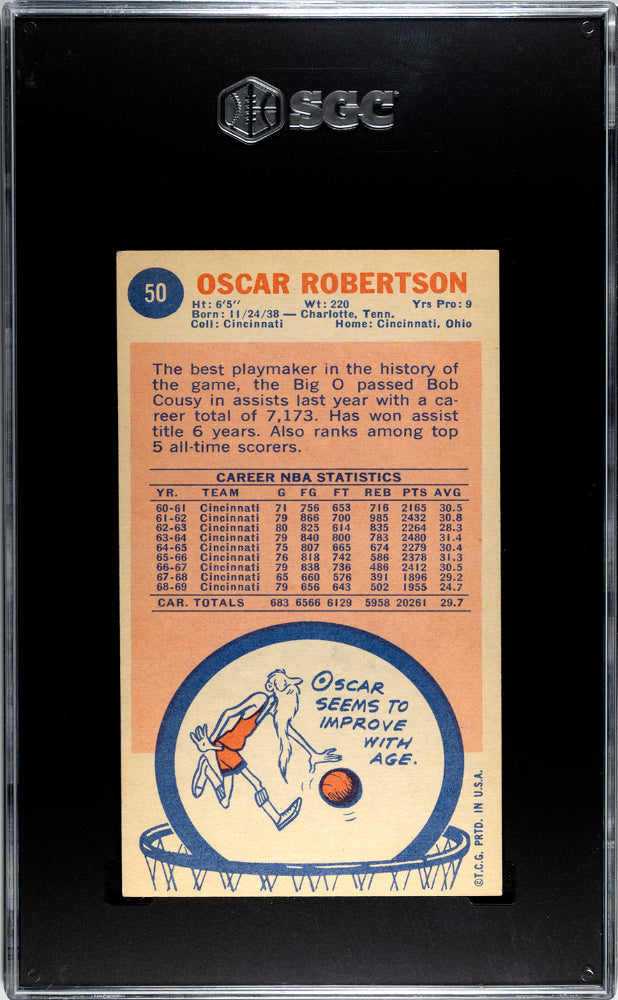 SGC
50
OSCAR ROBERTSON
Ht: 6'5" Wt: 220 Yrs Pro: 9
Born: 11/24/38 — Charlotte, Tenn.
Coll: Cincinnati Home: Cincinnati, Ohio
The best playmaker in the history of
the game, the Big O passed Bob
Cousy in assists last year with a ca-
reer total of 7,173. Has won assist
title 6 years. Also ranks among top
5 all-time scorers.
CAREER NBA STATISTICS
YR. TEAM G FG FT REB PTS AVG
60-61 Cincinnati 71 756 653 716 2165 30.5
61-62 Cincinnati 79 866 700 985 2432 30.8
62-63 Cincinnati 80 825 614 835 2264 28.3
63-64 Cincinnati 79 840 800 783 2480 31.4
64-65 Cincinnati 75 807 665 674 2279 30.4
65-66 Cincinnati 76 818 742 586 2378 31.3
66-67 Cincinnati 79 838 736 486 2412 30.5
67-68 Cincinnati 65 660 576 391 1896 29.2
68-69 Cincinnati 79 656 643 502 1955 24.7
CAR. TOTALS 683 6566 6129 5958 20261 29.7
OSCAR
SEEMS TO
IMPROVE
WITH
AGE.
©T.C.G. PRTD. IN U.S.A.